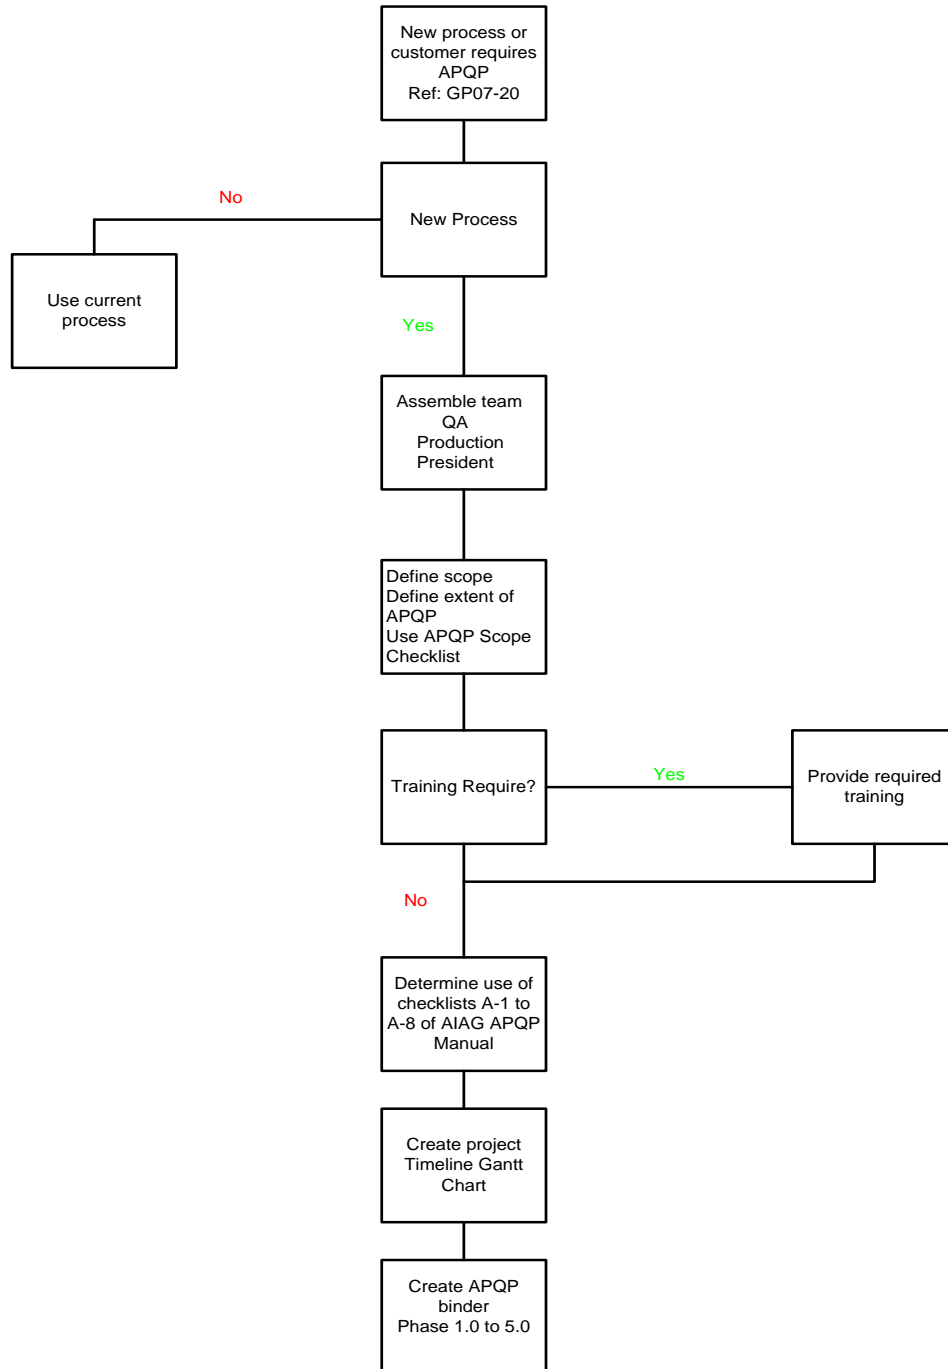 New process or
customer requires
APQP
Ref: GP07-20
No
New Process
Use current
process
Yes
Assemble team
QA
Production
President
Define scope
Define extent of
APQP
Use APQP Scope
Checklist
Training Require?
Yes
Provide required
training
No
Determine use of
checklists A-1 to
A-8 of AIAG APQP
Manual
Create project
Timeline Gantt
Chart
Create APQP
binder
Phase 1.0 to 5.0